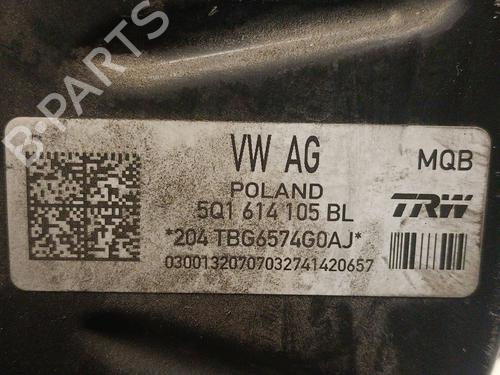 B-PARTS
VW AG
MQB
POLAND
5Q1 614 105 BL
TRW
*204 TBG6574G0AJ*
03001320707032741420657